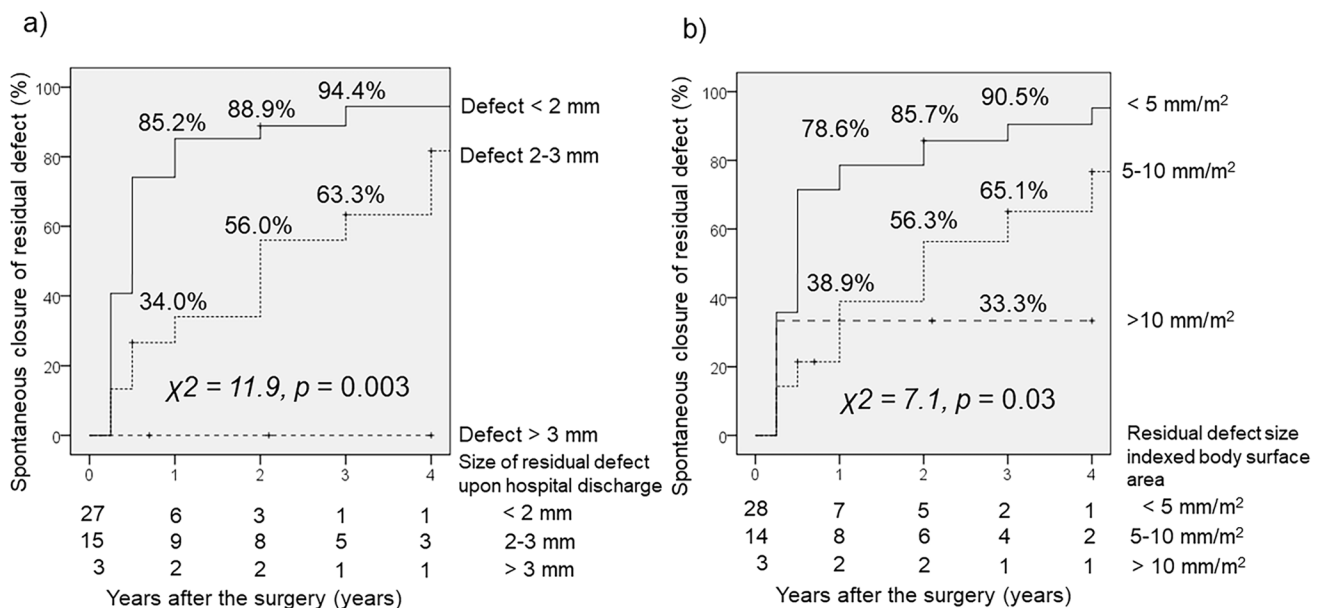 a)
Spontaneous closure of residual defect (%)
100
80
60
40
20
0
85.2%
88.9%
94.4%
34.0%
56.0%
63.3%
χ2 = 11.9, p = 0.003
Defect < 2 mm
Defect 2-3 mm
Defect > 3 mm
0 1 2 3 4
Size of residual defect
upon hospital discharge
27 6 3 1 1 < 2 mm
15 9 8 5 3 2-3 mm
3 2 2 1 1 > 3 mm
Years after the surgery (years)
b)
Spontaneous closure of residual defect (%)
100
80
60
40
20
0
78.6%
85.7%
90.5%
38.9%
56.3%
65.1%
33.3%
χ2 = 7.1, p = 0.03
< 5 mm/m²
5-10 mm/m²
>10 mm/m²
0 1 2 3 4
Residual defect size
indexed body surface
area
28 7 5 2 1 < 5 mm/m²
14 8 6 4 2 5-10 mm/m²
3 2 2 1 1 > 10 mm/m²
Years after the surgery (years)